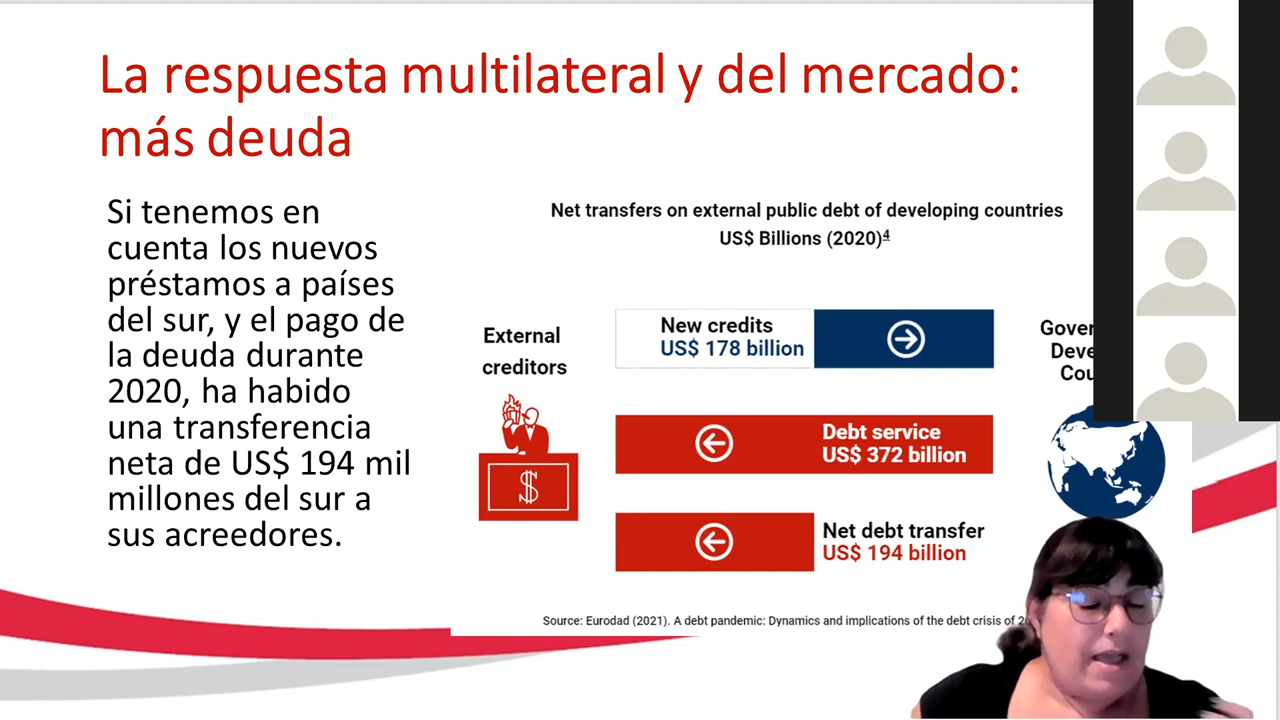 La respuesta multilateral y del mercado:
más deuda
Si tenemos en
cuenta los nuevos
préstamos a países
del sur, y el pago de
la deuda durante
2020, ha habido
una transferencia
neta de US$ 194 mil
millones del sur a
sus acreedores.
Net transfers on external public debt of developing countries
US$ Billions (2020)4
External
creditors
New credits
US$ 178 billion
Debt service
US$ 372 billion
Net debt transfer
US$ 194 billion
Source: Eurodad (2021). A debt pandemic: Dynamics and implications of the debt crisis of